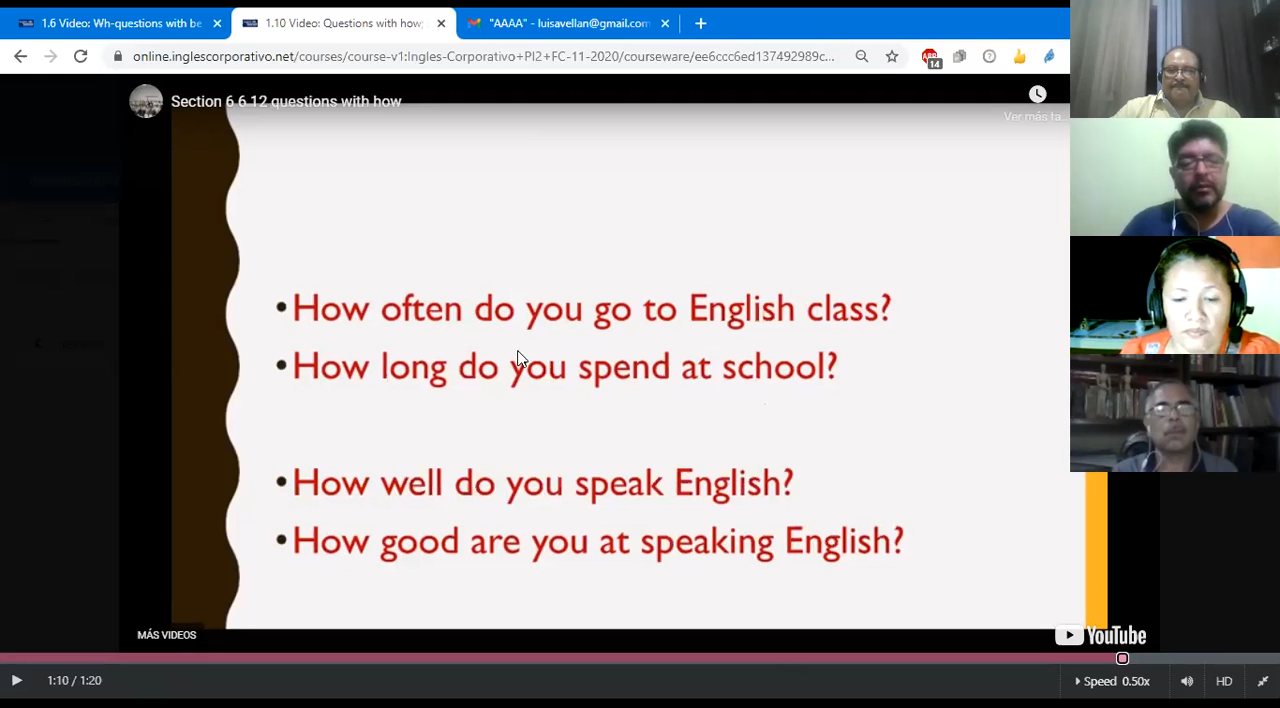 1.6 Video: Wh-questions with be
1.10 Video: Questions with how;
"AAAA" - luisavellan@gmail.com
online.inglescorporativo.net/courses/course-v1:Ingles-Corporativo+PI2+FC-11-2020/courseware/ee6ccc6ed137492989c...
14
Section 6 6.12 questions with how
Ver más ta...
•How often do you go to English class?
•How long do you spend at school?
•How well do you speak English?
•How good are you at speaking English?
MÁS VIDEOS
YouTube
1:10 / 1:20
Speed 0.50x
HD